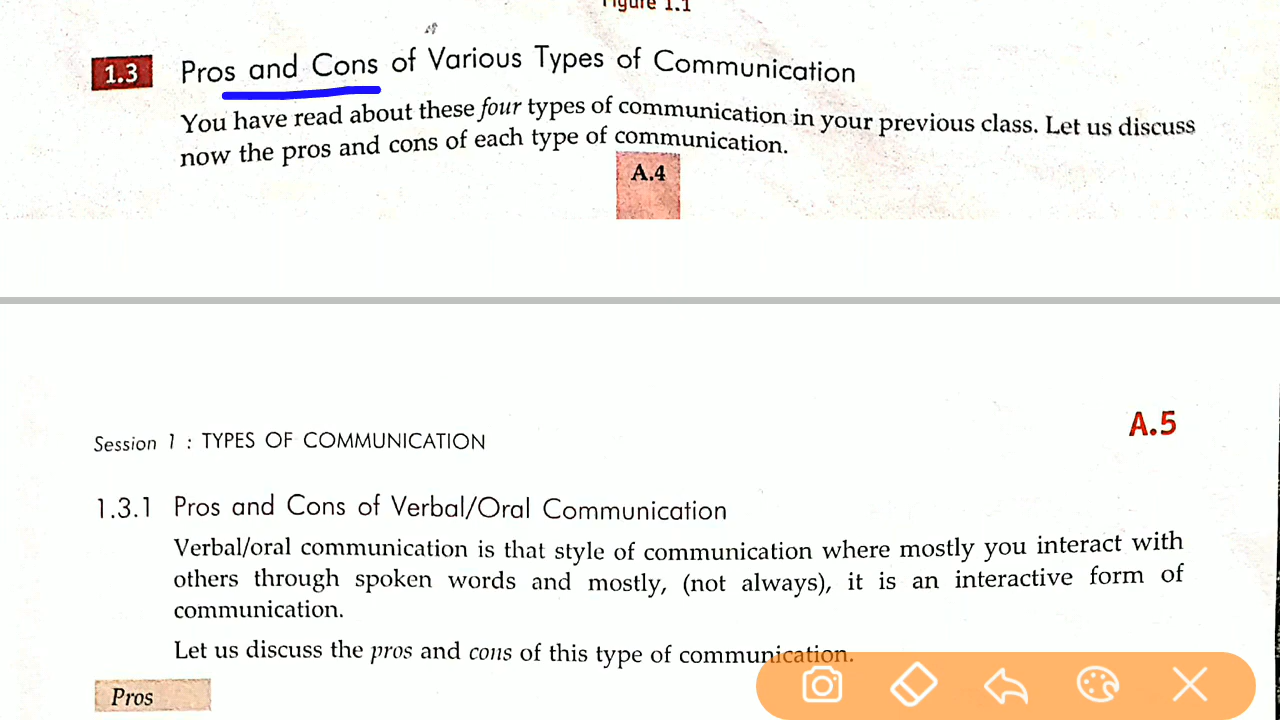 Figure 1.1
1.3 Pros and Cons of Various Types of Communication
You have read about these four types of communication in your previous class. Let us discuss
now the pros and cons of each type of communication.
A.4
Session 1 : TYPES OF COMMUNICATION
A.5
1.3.1 Pros and Cons of Verbal/Oral Communication
Verbal/oral communication is that style of communication where mostly you interact with
others through spoken words and mostly, (not always), it is an interactive form of
communication.
Let us discuss the pros and cons of this type of communication.
Pros